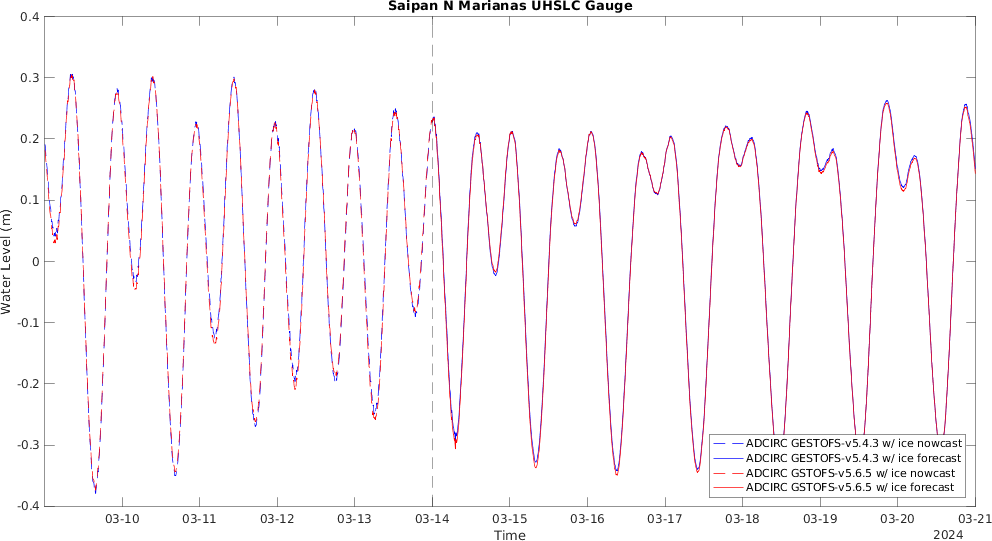 Saipan N Marianas UHSLC Gauge
Water Level (m)
0.4
0.3
0.2
0.1
0
-0.1
-0.2
-0.3
-0.4
ADCIRC GESTOFS-v5.4.3 w/ ice nowcast
ADCIRC GESTOFS-v5.4.3 w/ ice forecast
ADCIRC GSTOFS-v5.6.5 w/ ice nowcast
ADCIRC GSTOFS-v5.6.5 w/ ice forecast
03-10 03-11 03-12 03-13 03-14 03-15 03-16 03-17 03-18 03-19 03-20 03-21
Time
2024